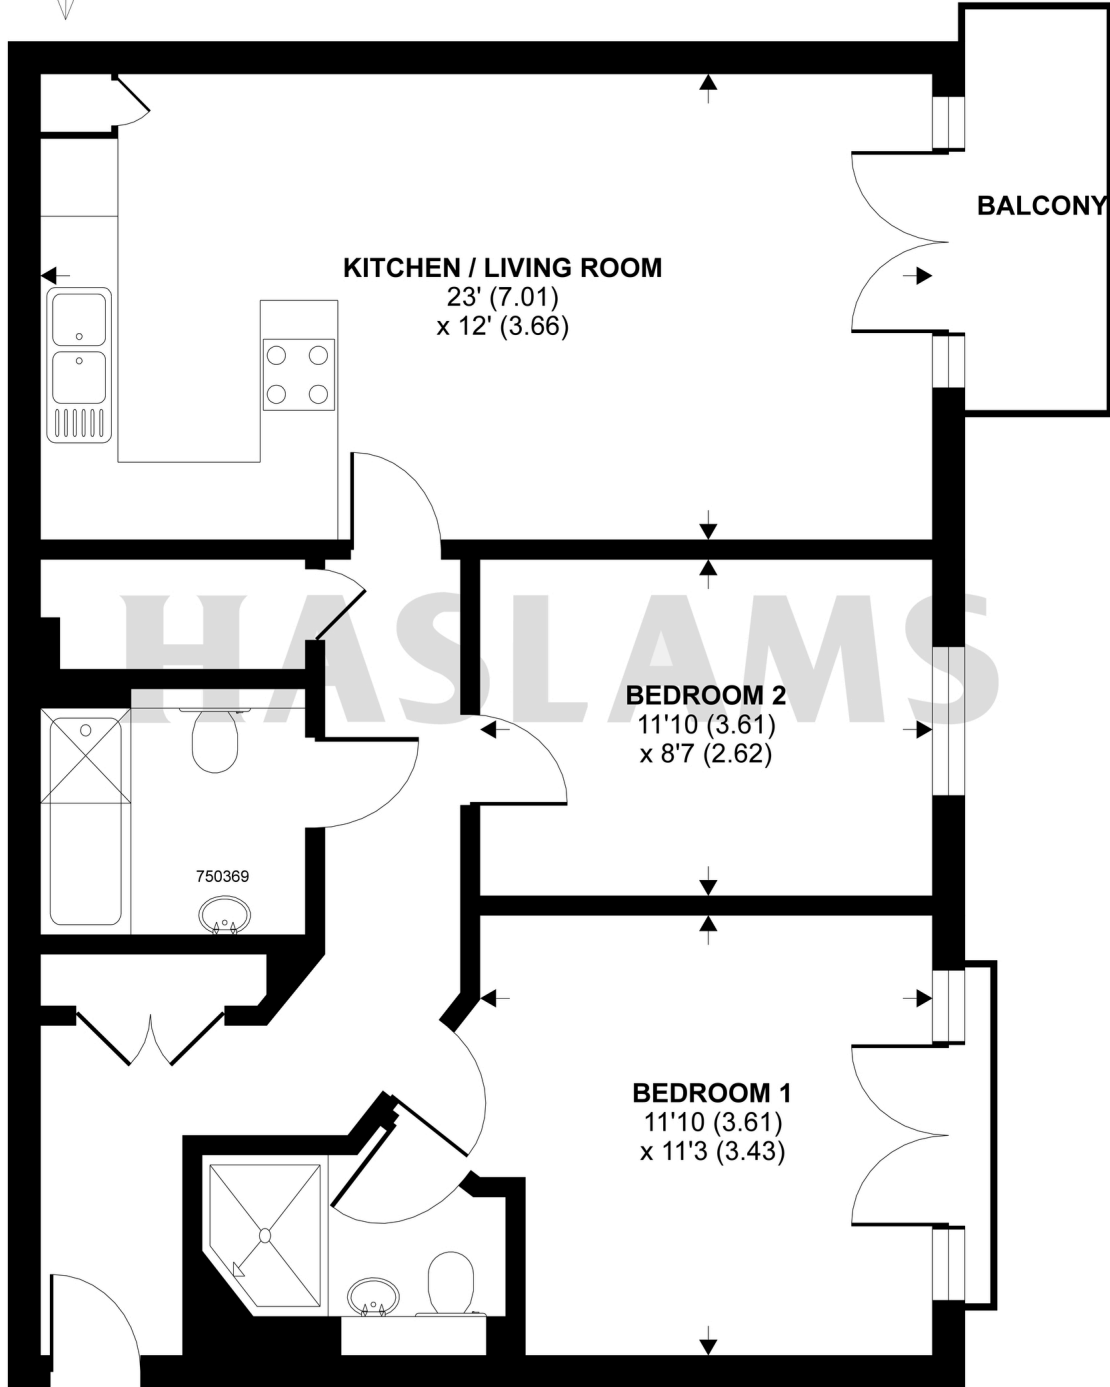 BALCONY
KITCHEN / LIVING ROOM
23' (7.01)
x 12' (3.66)
HASLAMS
BEDROOM 2
11'10 (3.61)
x 8'7 (2.62)
750369
BEDROOM 1
11'10 (3.61)
x 11'3 (3.43)